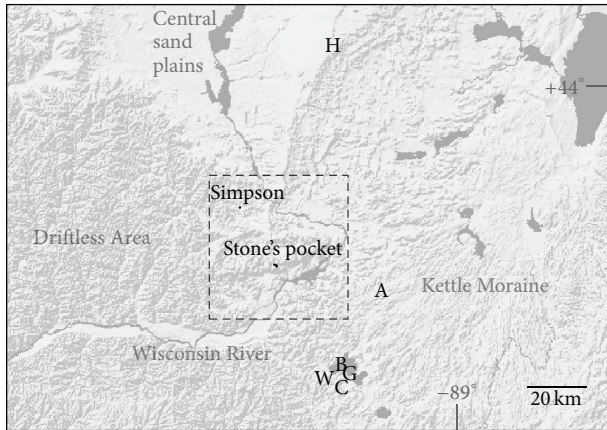 Central
sand
plains
H
+44°
Simpson
Driftless Area
Stone's pocket
A
Kettle Moraine
Wisconsin River
B
W
G
C
−89°
20 km